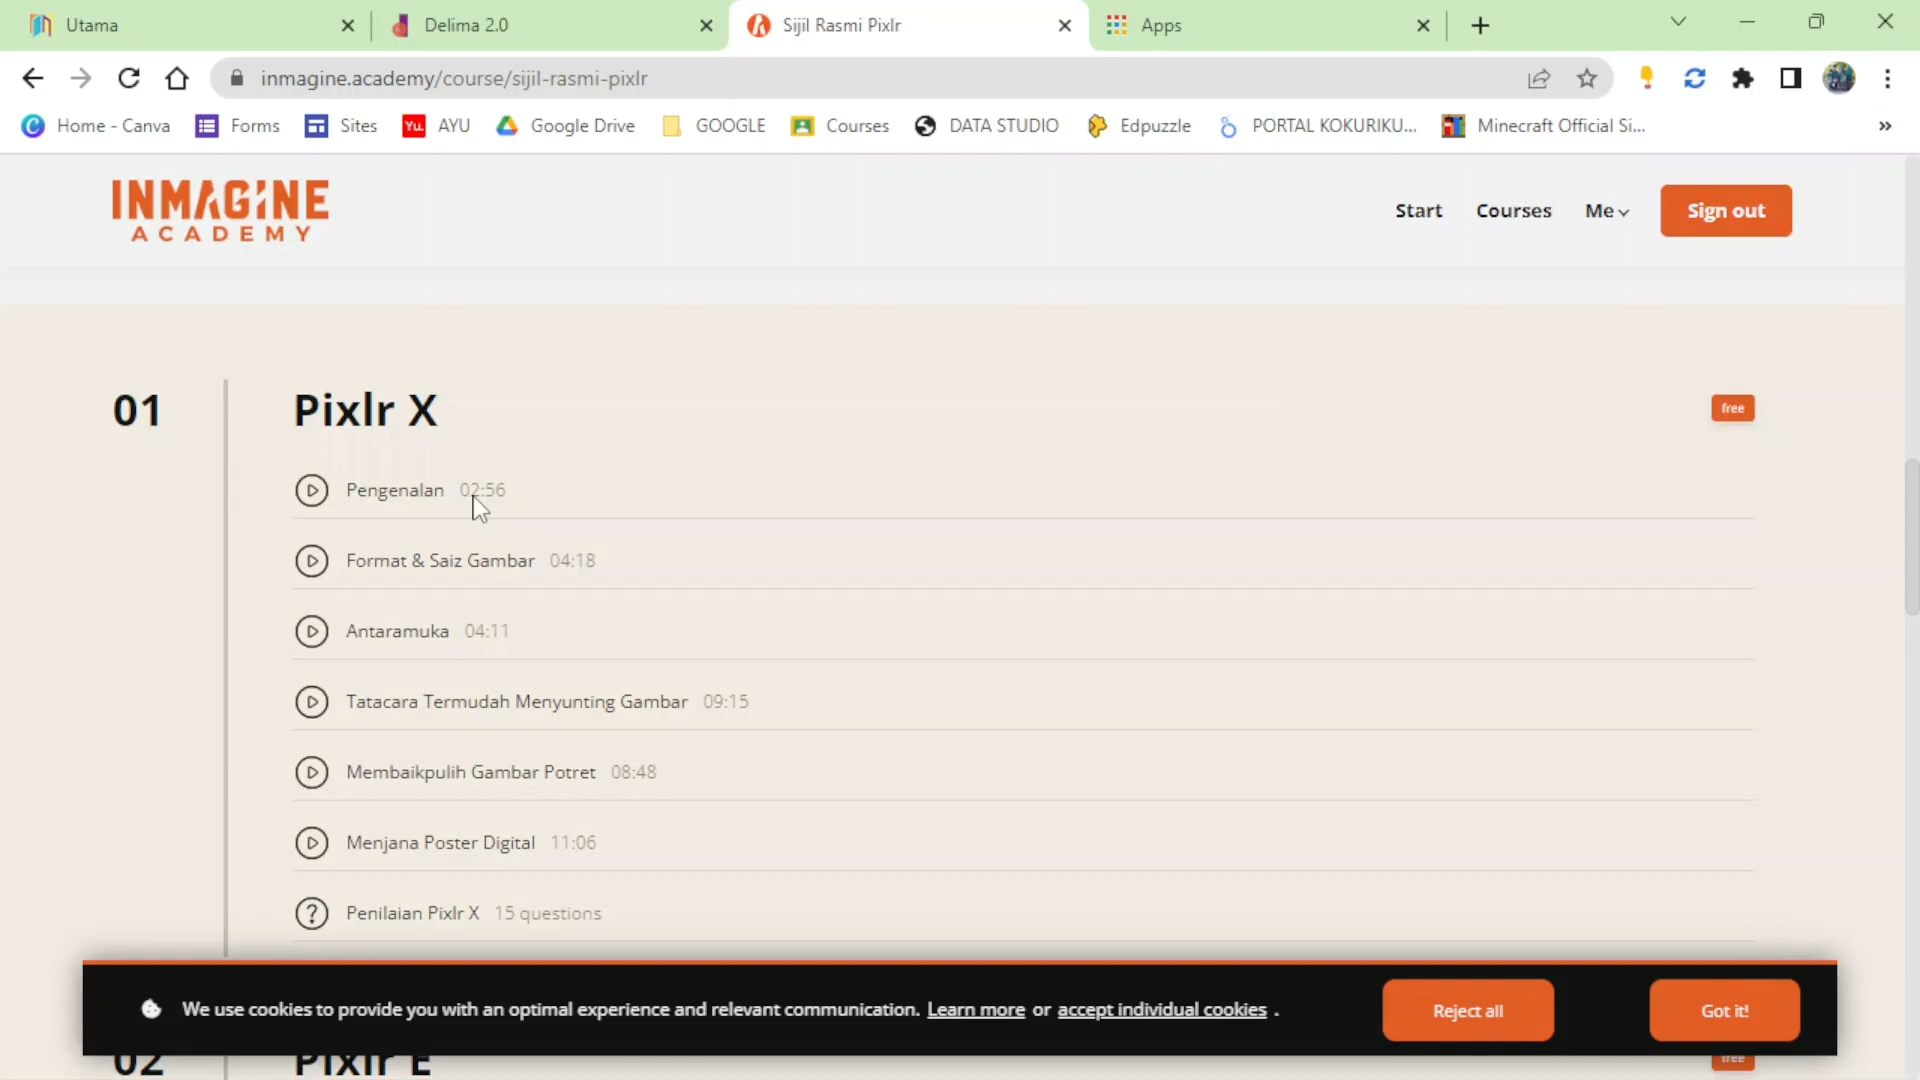 Utama
Delima 2.0
Sijil Rasmi Pixlr
Apps
inmagine.academy/course/sijil-rasmi-pixlr
Home - Canva
Forms
Sites
Yu.
AYU
Google Drive
GOOGLE
Courses
DATA STUDIO
Edpuzzle
PORTAL KOKURIKU...
Minecraft Official Si...
INMAGINE
ACADEMY
Start
Courses
Me
Sign out
01
Pixlr X
free
Pengenalan 02:56
Format & Saiz Gambar 04:18
Antaramuka 04:11
Tatacara Termudah Menyunting Gambar 09:15
Membaikpulih Gambar Potret 08:48
Menjana Poster Digital 11:06
Penilaian Pixlr X 15 questions
We use cookies to provide you with an optimal experience and relevant communication. Learn more or accept individual cookies .
Reject all
Got it!
02
Pixlr E
free